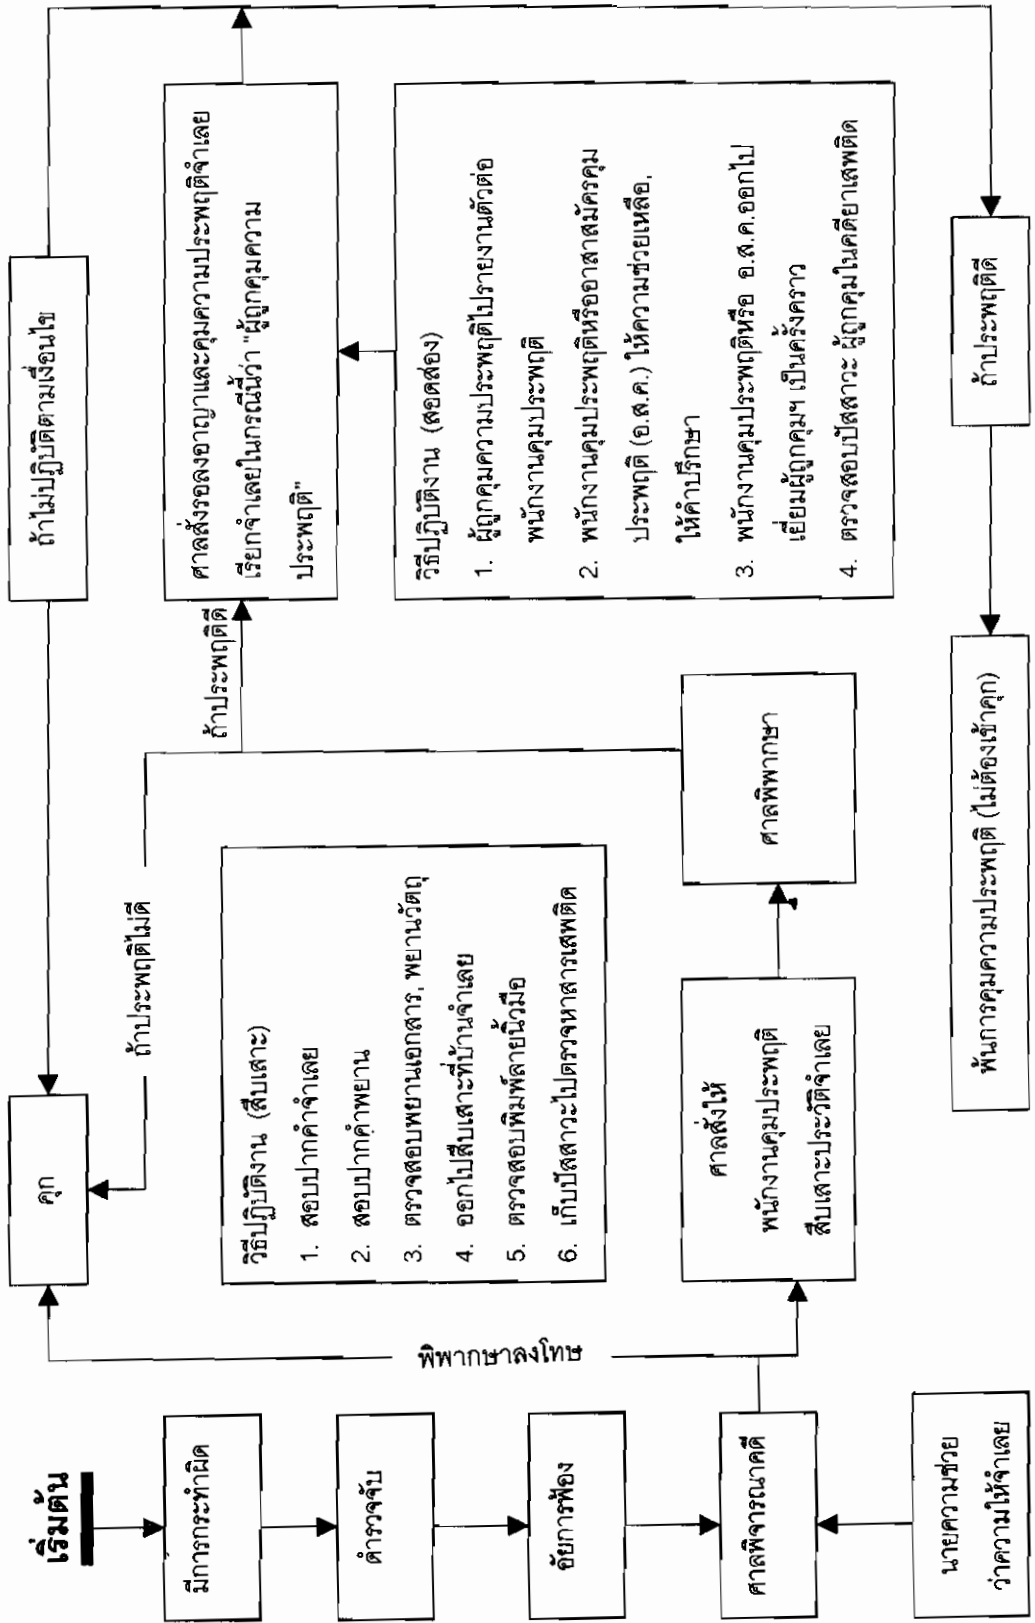 เริ่มต้น
มีการกระทำผิด
ตำรวจจับ
อัยการฟ้อง
ศาลพิจารณาคดี
นายความช่วย
ว่าความให้จำเลย
พิพากษาลงโทษ
คุก
ถ้าประพฤติไม่ดี
วิธีปฏิบัติงาน (สืบเสาะ)
1. สอบปากคำจำเลย
2. สอบปากคำพยาน
3. ตรวจสอบพยานเอกสาร, พยานวัตถุ
4. ออกไปสืบเสาะที่บ้านจำเลย
5. ตรวจสอบพิมพ์ลายนิ้วมือ
6. เก็บปัสสาวะไปตรวจหาสารเสพติด
ศาลสั่งให้
พนักงานคุมประพฤติ
สืบเสาะประวัติจำเลย
ศาลพิพากษา
ถ้าประพฤติดี
ถ้าไม่ปฏิบัติตามเงื่อนไข
ศาลสั่งรอลงอาญาและคุมความประพฤติจำเลย
เรียกจำเลยในกรณีนี้ว่า "ผู้ถูกคุมความ
ประพฤติ"
วิธีปฏิบัติงาน (สอดส่อง)
1. ผู้ถูกคุมความประพฤติไปรายงานตัวต่อ
พนักงานคุมประพฤติ
2. พนักงานคุมประพฤติหรืออาสาสมัครคุม
ประพฤติ (อ.ส.ค.) ให้ความช่วยเหลือ,
ให้คำปรึกษา
3. พนักงานคุมประพฤติหรือ อ.ส.ค.ออกไป
เยี่ยมผู้ถูกคุมฯ เป็นครั้งคราว
4. ตรวจสอบปัสสาวะ ผู้ถูกคุมในคดียาเสพติด
ถ้าประพฤติดี
พ้นการคุมความประพฤติ (ไม่ต้องเข้าคุก)